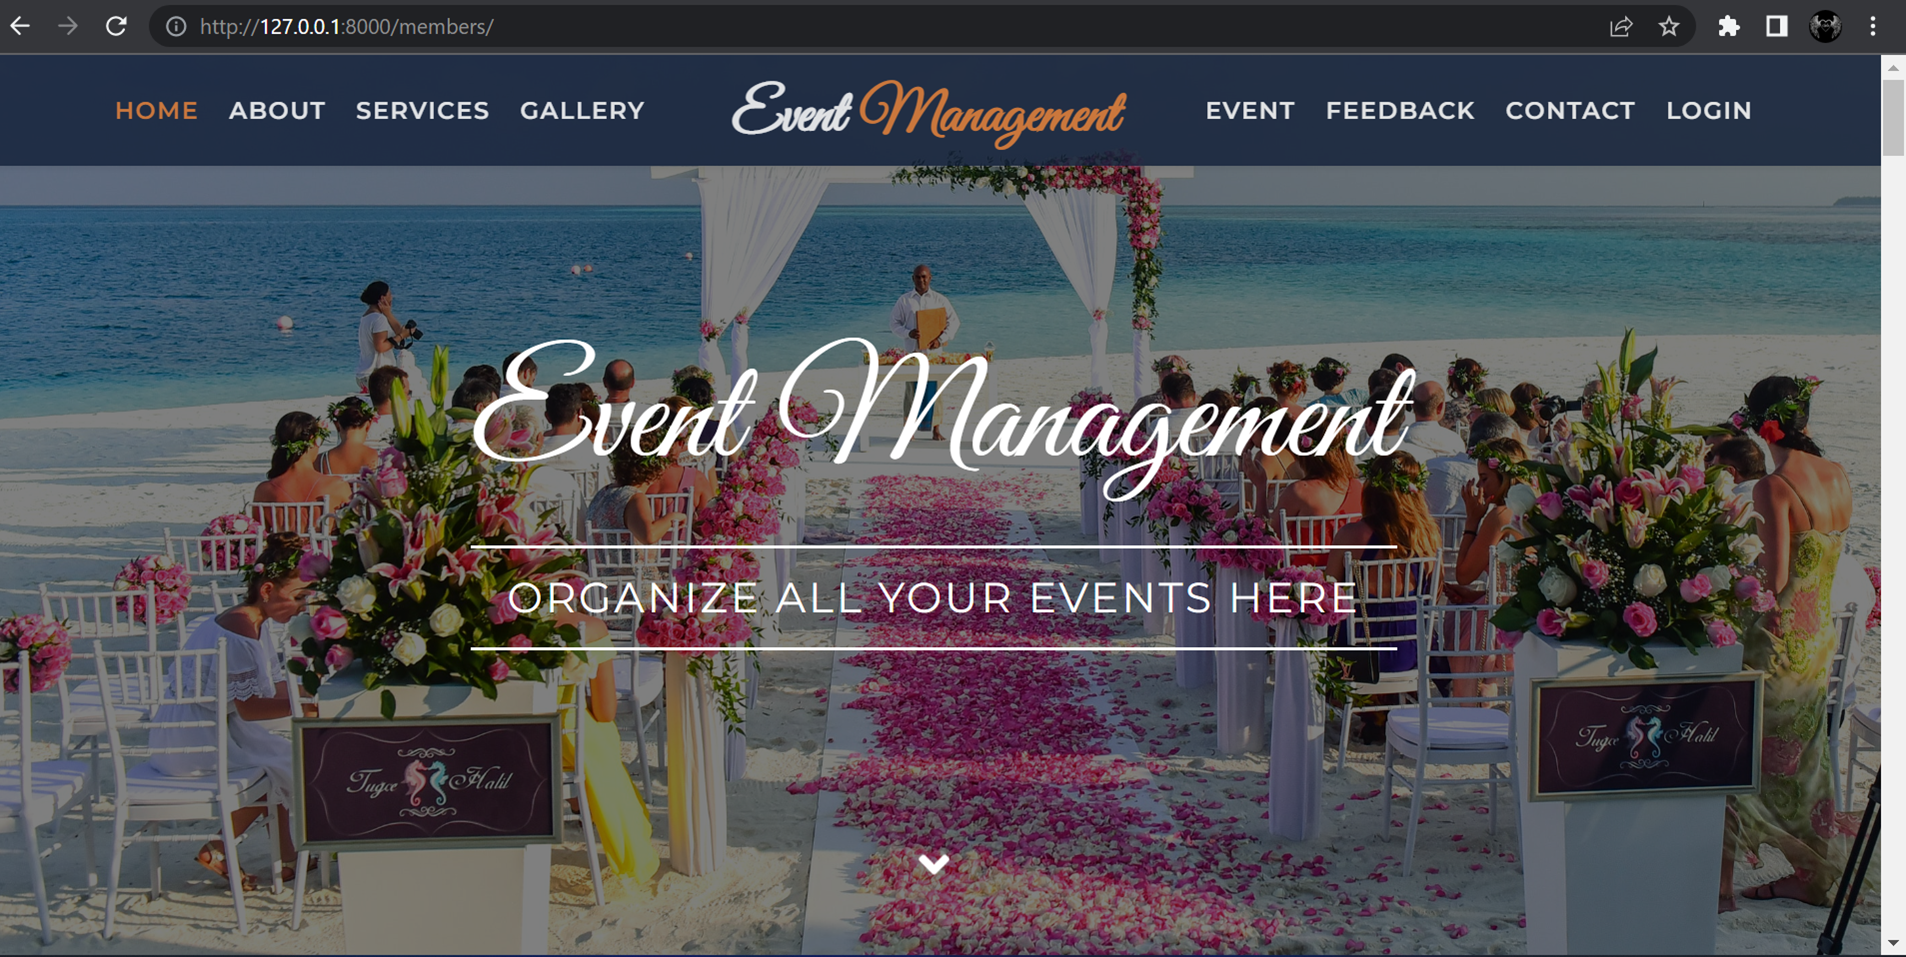 http://127.0.0.1:8000/members/
HOME ABOUT SERVICES GALLERY Event Management EVENT FEEDBACK CONTACT LOGIN
Event Management
ORGANIZE ALL YOUR EVENTS HERE
Tugce Halil
Tugce Halil